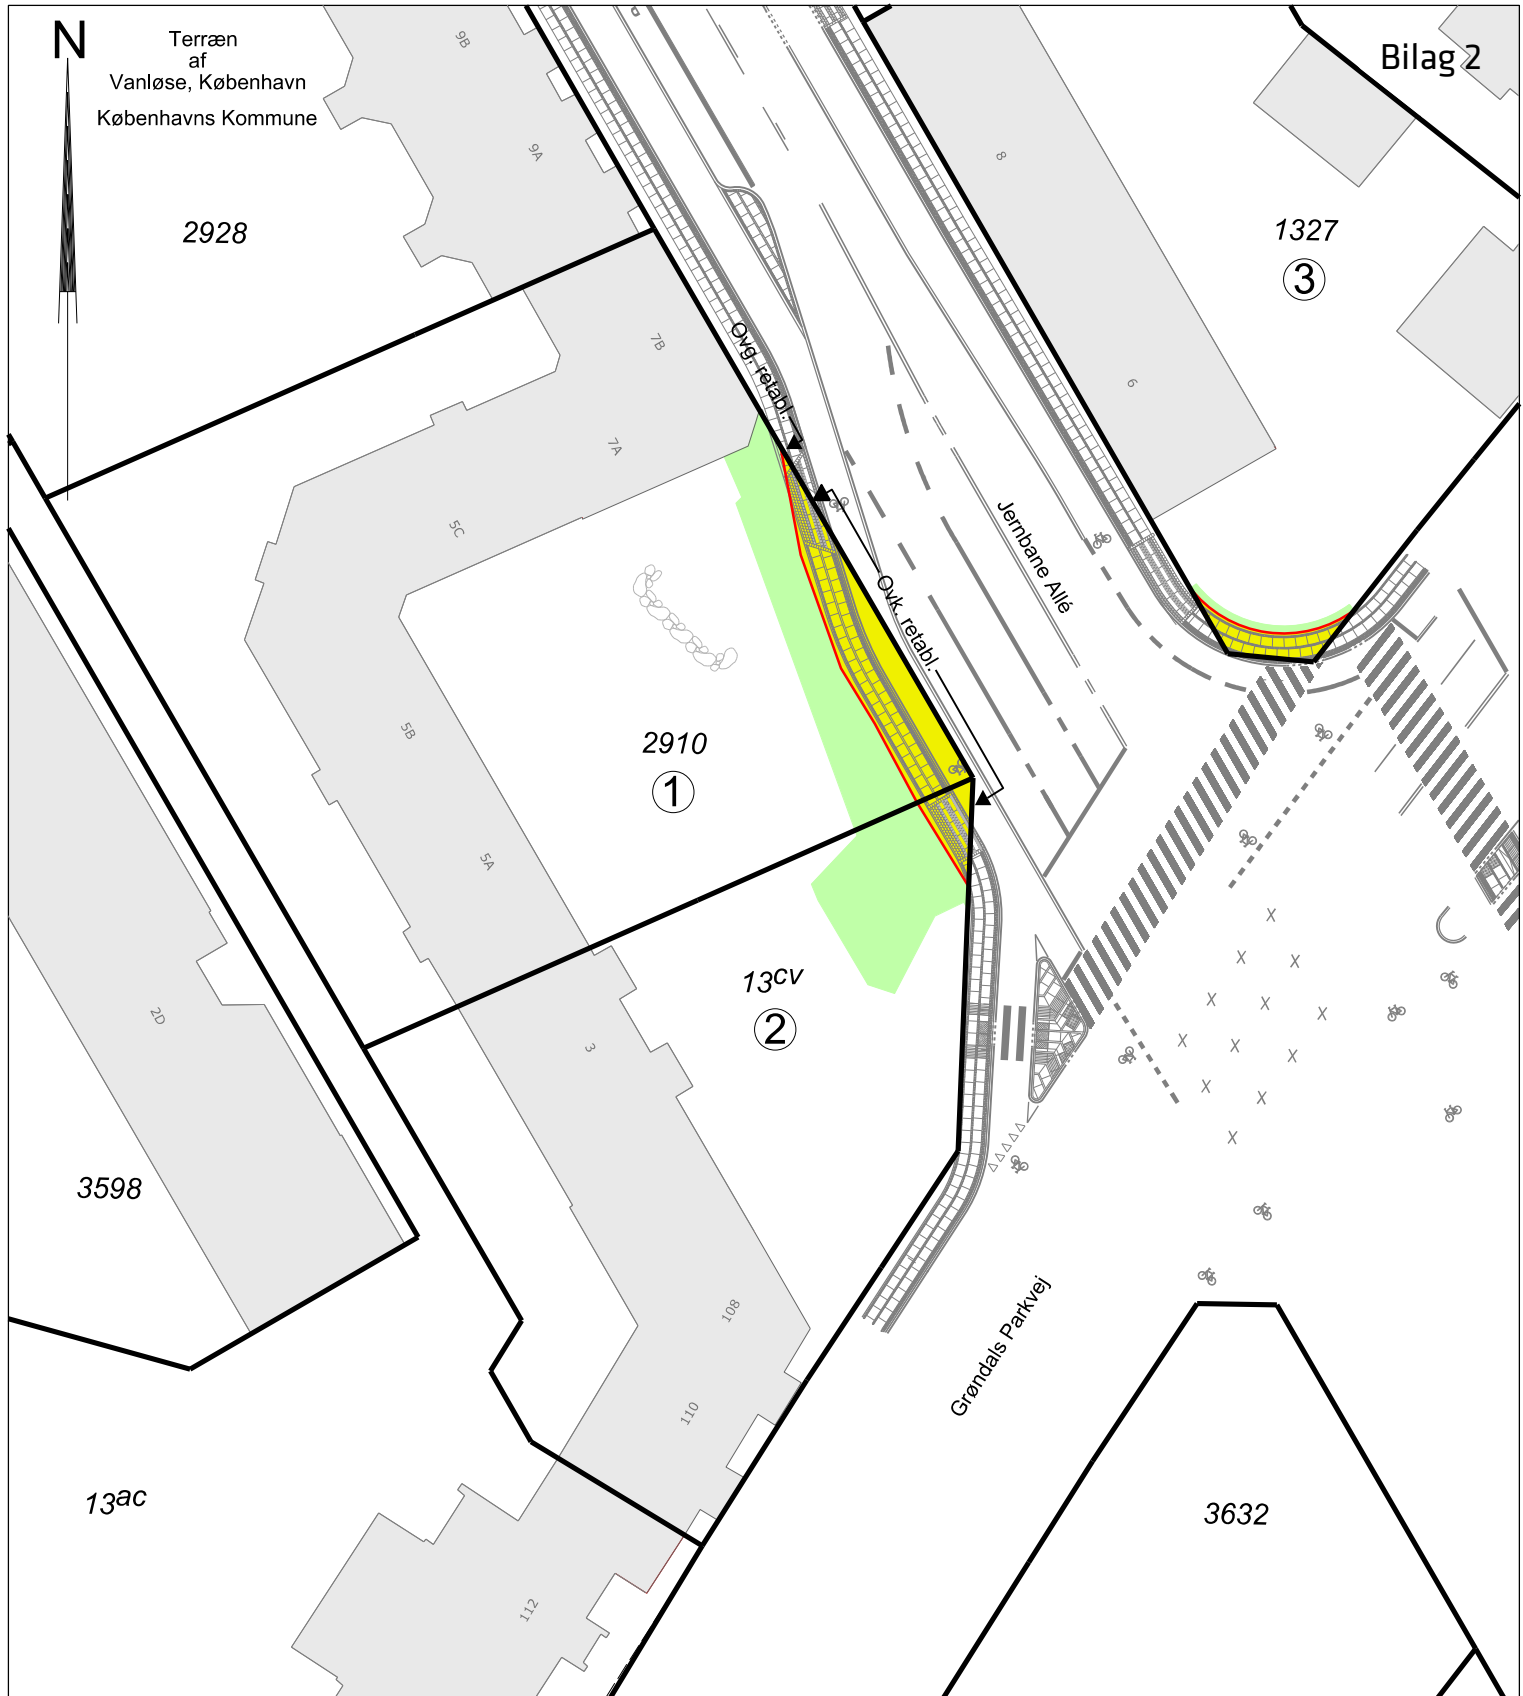 N
Terræn
af
Vanløse, København
Københavns Kommune
Bilag 2
9B
9A
8
2928
1327
3
7B
Ovg. retabl.
6
7A
5C
Jernbane Allé
Ovk. retabl.
5B
2910
1
5A
13cv
2
2D
3
3598
108
Grøndals Parkvej
110
13ac
3632
112